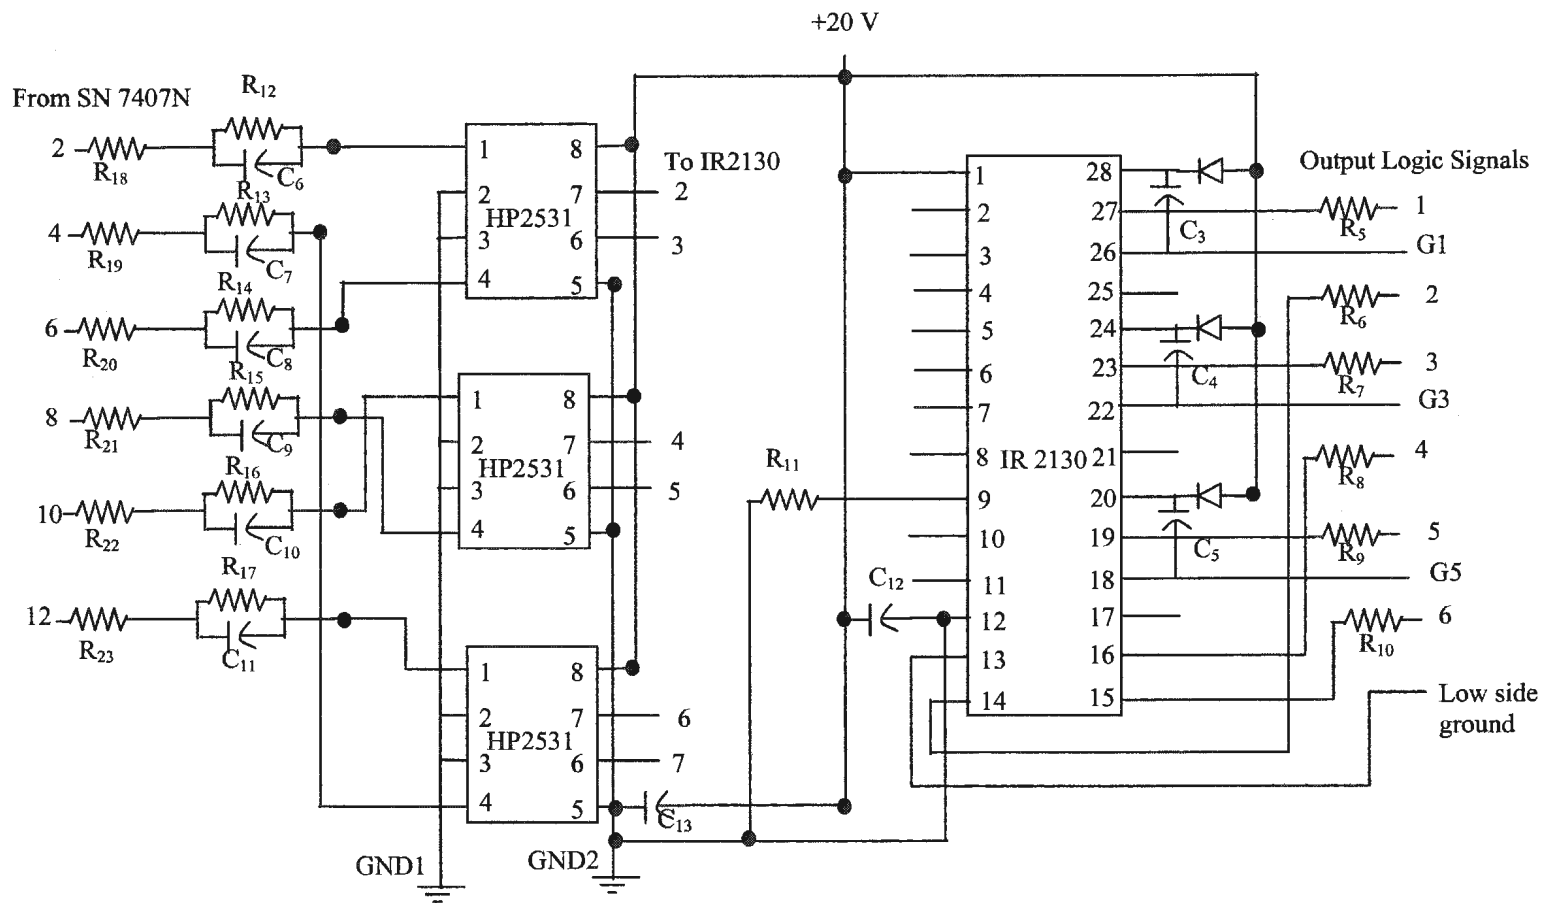 +20 V
From SN 7407N
R12
2
R18
C6
R13
4
R19
C7
R14
6
R20
C8
R15
8
R21
C9
R16
10
R22
C10
R17
12
R23
C11
1 8
2 7
HP2531
3 6
4 5
To IR2130
2
3
1 8
2 7
HP2531
3 6
4 5
4
5
1 8
2 7
HP2531
3 6
4 5
6
7
C13
GND1
GND2
R11
C12
1 28
2 27
3 26
4 25
5 24
6 23
7 22
8 IR 2130 21
9 20
10 19
11 18
12 17
13 16
14 15
C3
C4
C5
Output Logic Signals
1
R5
G1
2
R6
3
R7
G3
4
R8
5
R9
G5
6
R10
Low side
ground